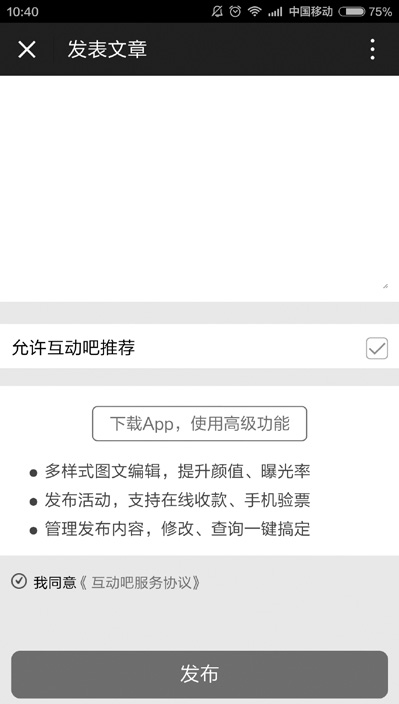 10:40 中国移动 75%
发表文章
允许互动吧推荐
下载App，使用高级功能
● 多样式图文编辑，提升颜值、曝光率
● 发布活动，支持在线收款、手机验票
● 管理发布内容，修改、查询一键搞定
我同意《互动吧服务协议》
发布